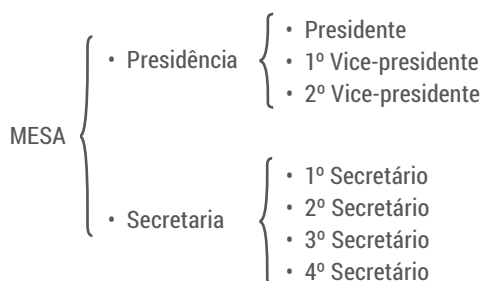 MESA
• Presidência
• Presidente
• 1º Vice-presidente
• 2º Vice-presidente
• Secretaria
• 1º Secretário
• 2º Secretário
• 3º Secretário
• 4º Secretário